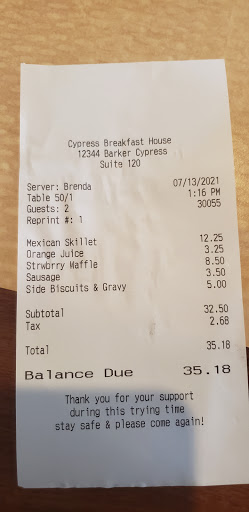 Cypress Breakfast House
12344 Barker Cypress
Suite 120
Server: Brenda 07/13/2021
Table 50/1 1:16 PM
Guests: 2 30055
Reprint #: 1
Mexican Skillet 12.25
Orange Juice 3.25
Strwbrry Waffle 8.50
Sausage 3.50
Side Biscuits & Gravy 5.00
Subtotal 32.50
Tax 2.68
Total 35.18
Balance Due 35.18
Thank you for your support
during this trying time
stay safe & please come again!